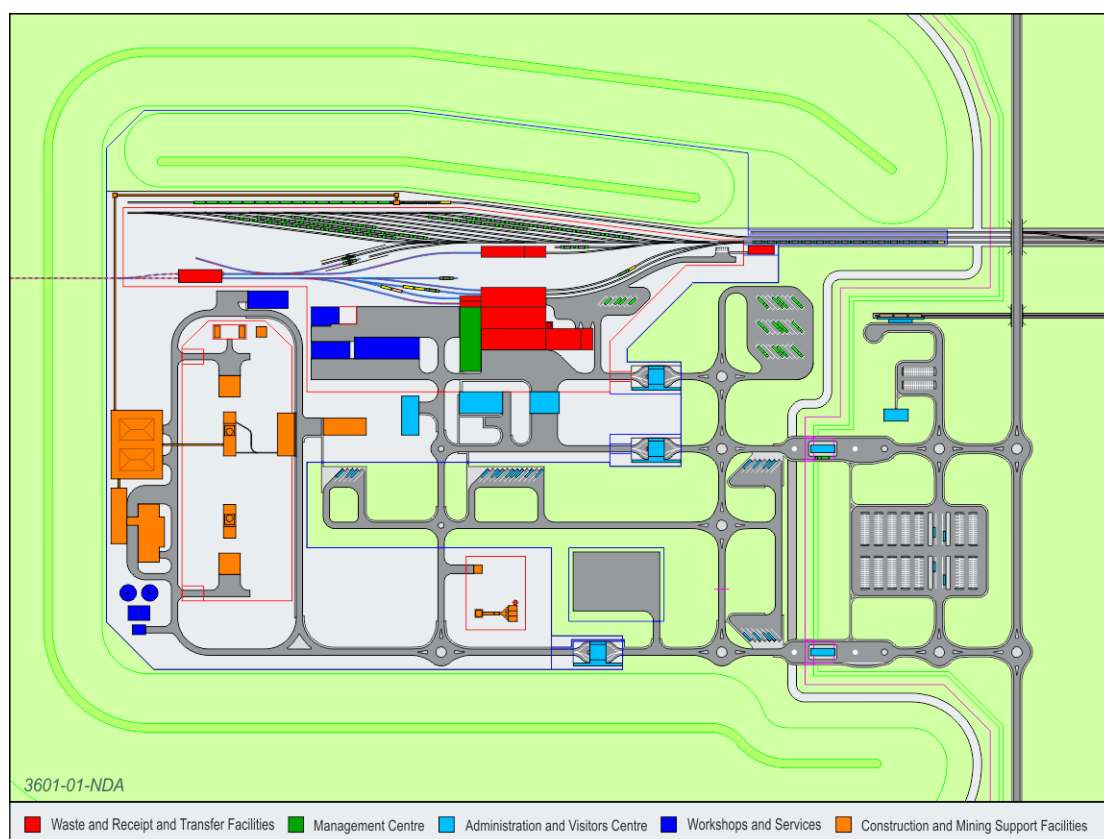 3601-01-NDA
Waste and Receipt and Transfer Facilities Management Centre Administration and Visitors Centre Workshops and Services Construction and Mining Support Facilities